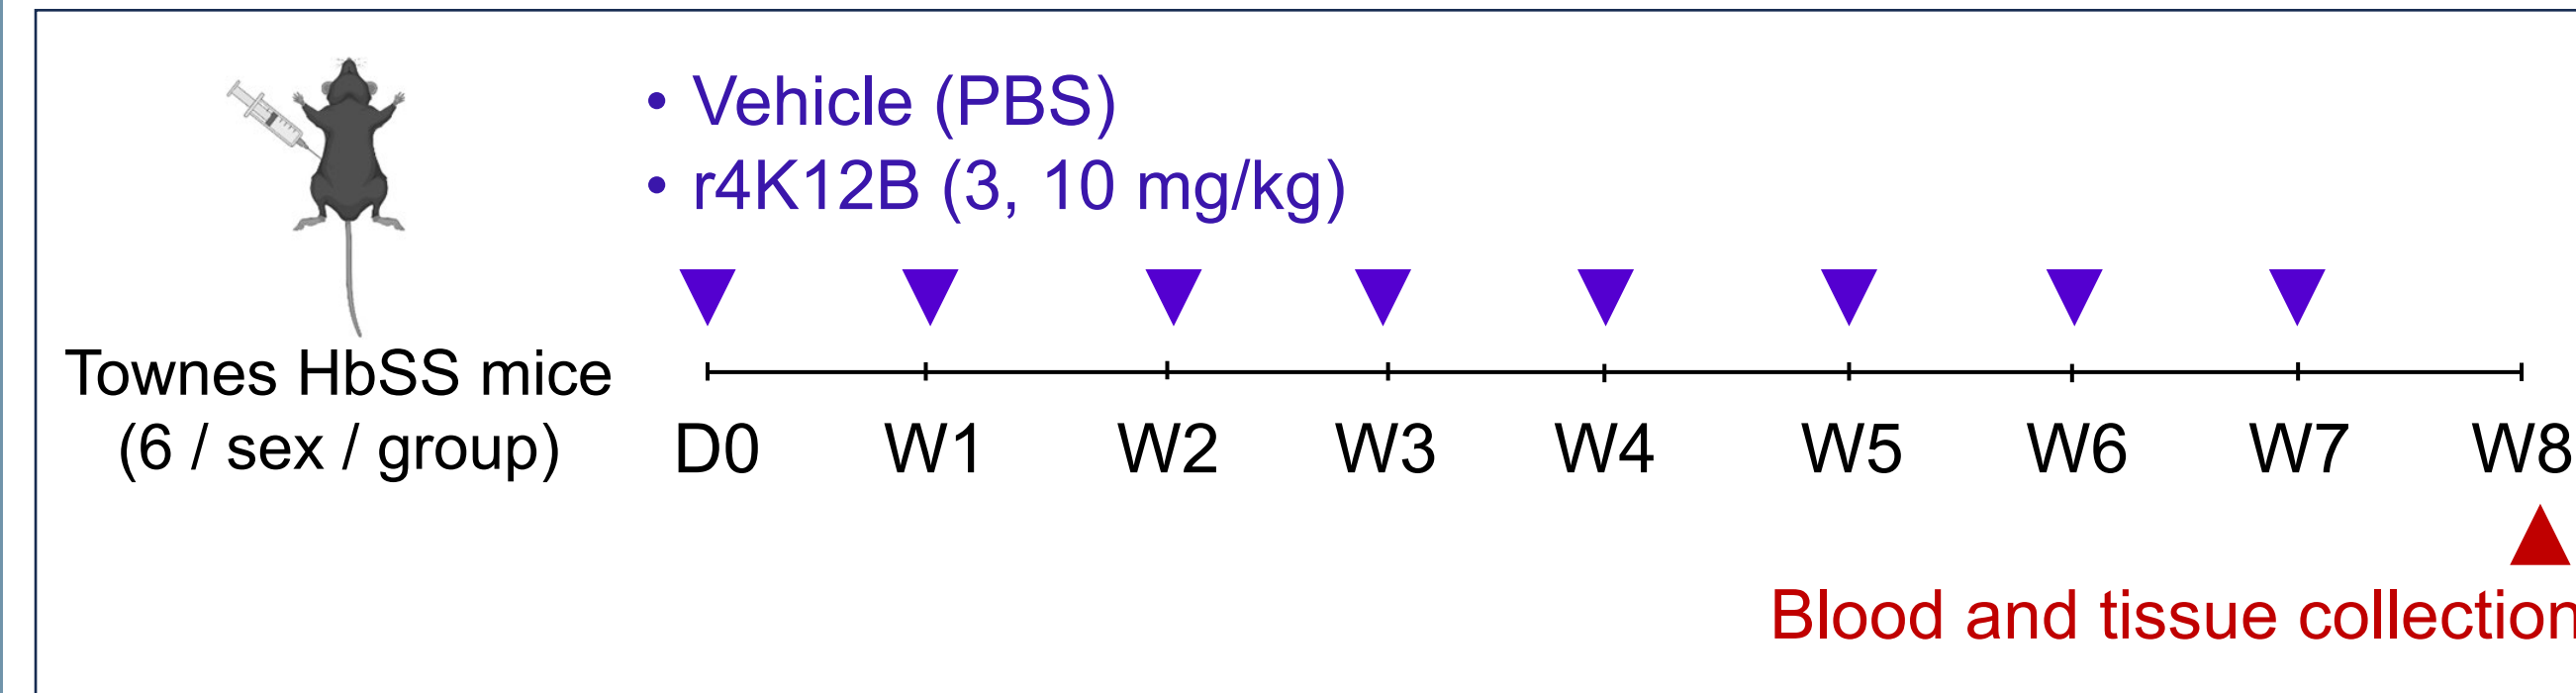 • Vehicle (PBS)
• r4K12B (3, 10 mg/kg)
Townes HbSS mice
(6 / sex / group)
D0 W1 W2 W3 W4 W5 W6 W7 W8
Blood and tissue collection